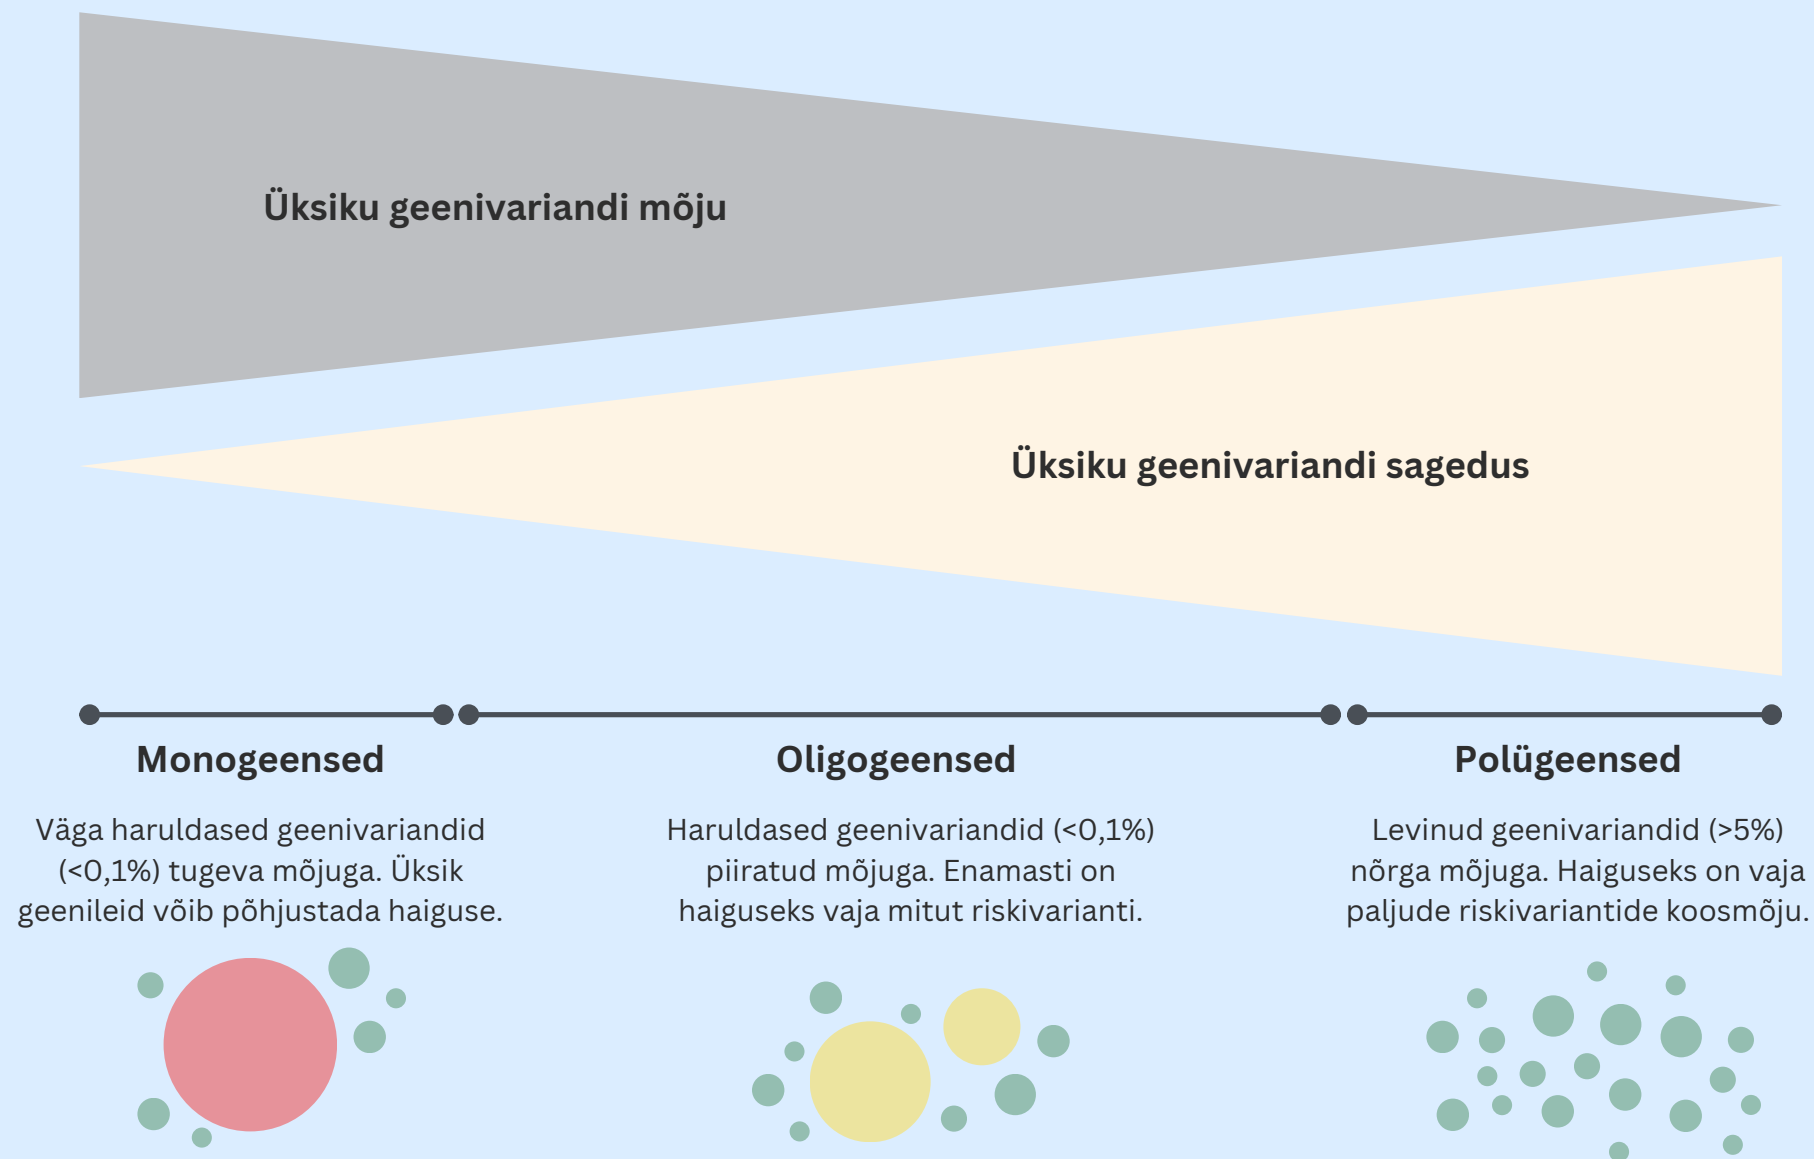 Üksiku geenivariandi mõju
Üksiku geenivariandi sagedus
Monogeensed
Väga haruldased geenivariandid
(<0,1%) tugeva mõjuga. Üksik
geenileid võib põhjustada haiguse.
Oligogeensed
Haruldased geenivariandid (<0,1%)
piiratud mõjuga. Enamasti on
haiguseks vaja mitut riskivarianti.
Polügeensed
Levinud geenivariandid (>5%)
nõrga mõjuga. Haiguseks on vaja
paljude riskivariantide koosmõju.